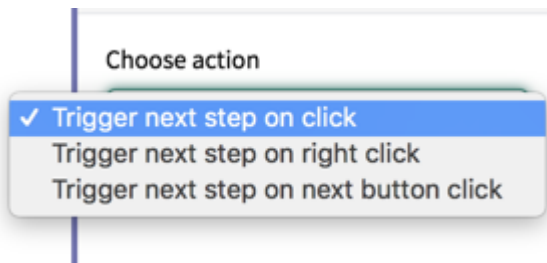 Choose action
✓ Trigger next step on click
Trigger next step on right click
Trigger next step on next button click